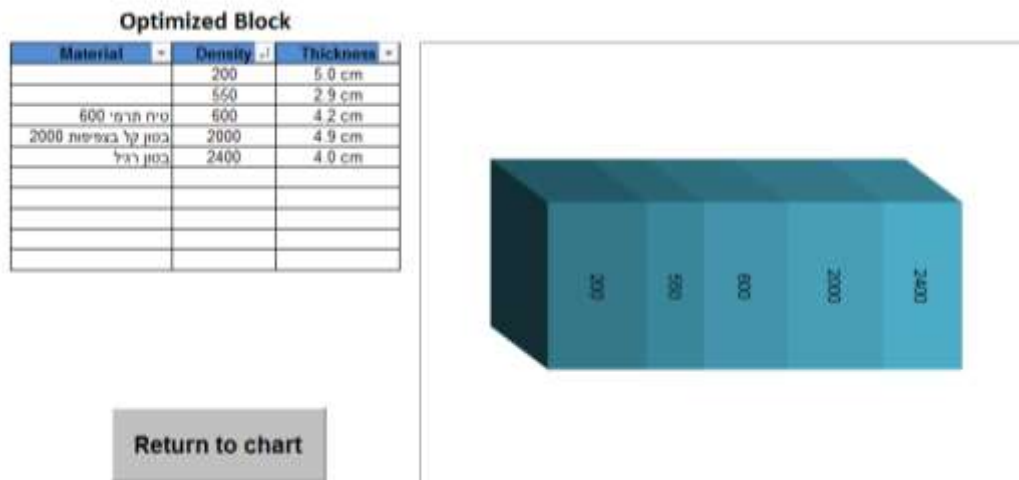 Optimized Block
Material Density Thickness
200 5.0 cm
550 2.9 cm
טיח תרמי 600 600 4.2 cm
בטון קל בצפיפות 2000 2000 4.9 cm
בטון רגיל 2400 4.0 cm
200 550 600 2000 2400
Return to chart